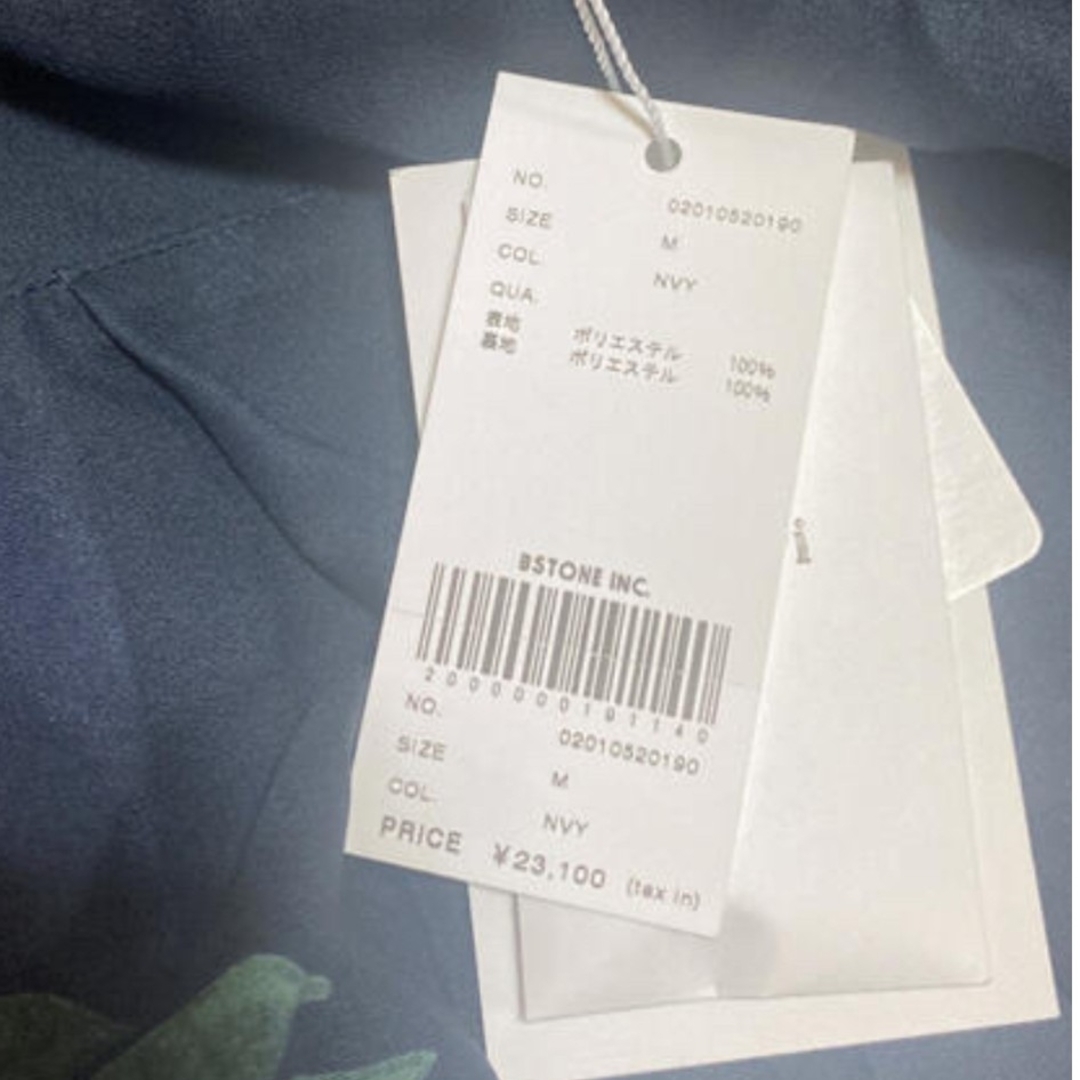 NO. 02010520190
SIZE M
COL. NVY
QUA.
表地 ポリエステル 100%
裏地 ポリエステル 100%
BSTONE INC.
2000000191140
NO. 02010520190
SIZE M
COL. NVY
PRICE ¥23,100 (tax in)